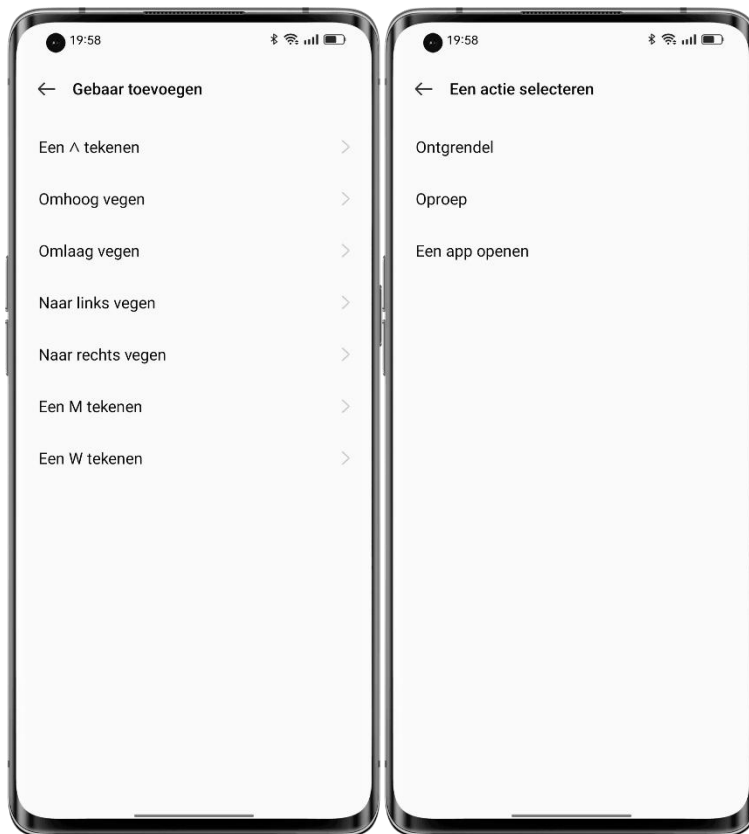 19:58
Gebaar toevoegen
Een ∧ tekenen
Omhoog vegen
Omlaag vegen
Naar links vegen
Naar rechts vegen
Een M tekenen
Een W tekenen
19:58
Een actie selecteren
Ontgrendel
Oproep
Een app openen